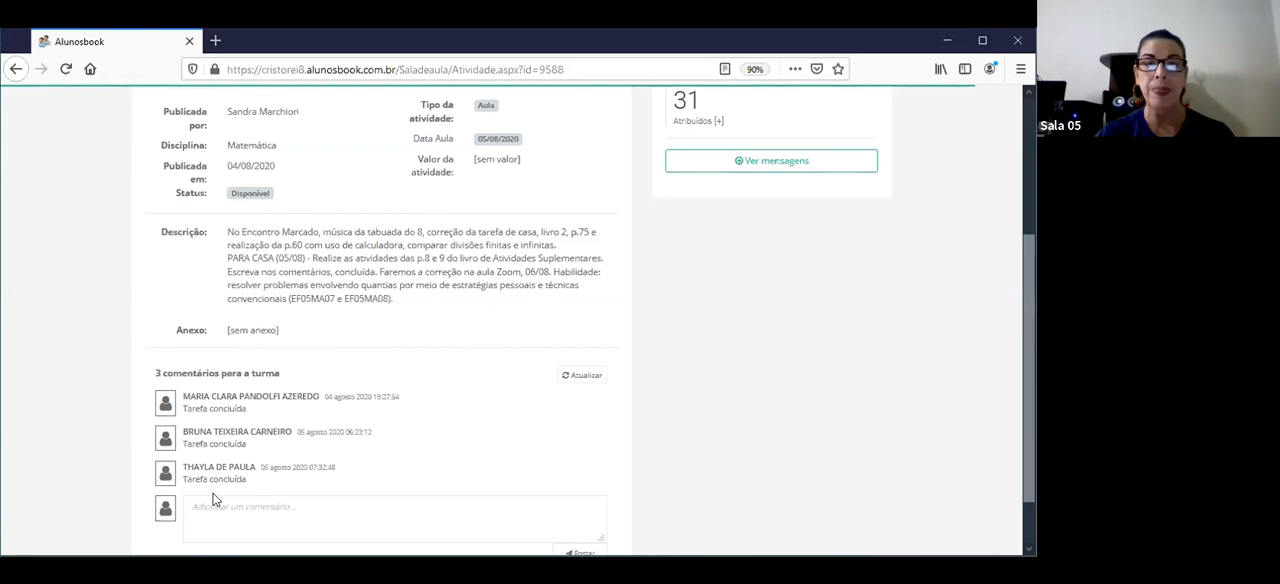 Alunosbook
https://cristorei8.alunosbook.com.br/Saladeaula/Atividade.aspx?id=9588
90%
Sala 05
Publicada por:
Sandra Marchiori
Tipo da atividade:
Aula
Disciplina:
Matemática
Data Aula
05/08/2020
Publicada em:
04/08/2020
Valor da atividade:
[sem valor]
Status:
Disponível
31
Atribuídos [+]
Ver mensagens
Descrição:
No Encontro Marcado, música da tabuada do 8, correção da tarefa de casa, livro 2, p.75 e
realização da p.60 com uso de calculadora, comparar divisões finitas e infinitas.
PARA CASA (05/08) - Realize as atividades das p.8 e 9 do livro de Atividades Suplementares.
Escreva nos comentários, concluída. Faremos a correção na aula Zoom, 06/08. Habilidade:
resolver problemas envolvendo quantias por meio de estratégias pessoais e técnicas
convencionais (EF05MA07 e EF05MA08).
Anexo:
[sem anexo]
3 comentários para a turma
Atualizar
MARIA CLARA PANDOLFI AZEREDO 04 agosto 2020 19:27:54
Tarefa concluída
BRUNA TEIXEIRA CARNEIRO 05 agosto 2020 06:23:12
Tarefa concluída
THAYLA DE PAULA 05 agosto 2020 07:32:48
Tarefa concluída
Adicionar um comentário...
Postar